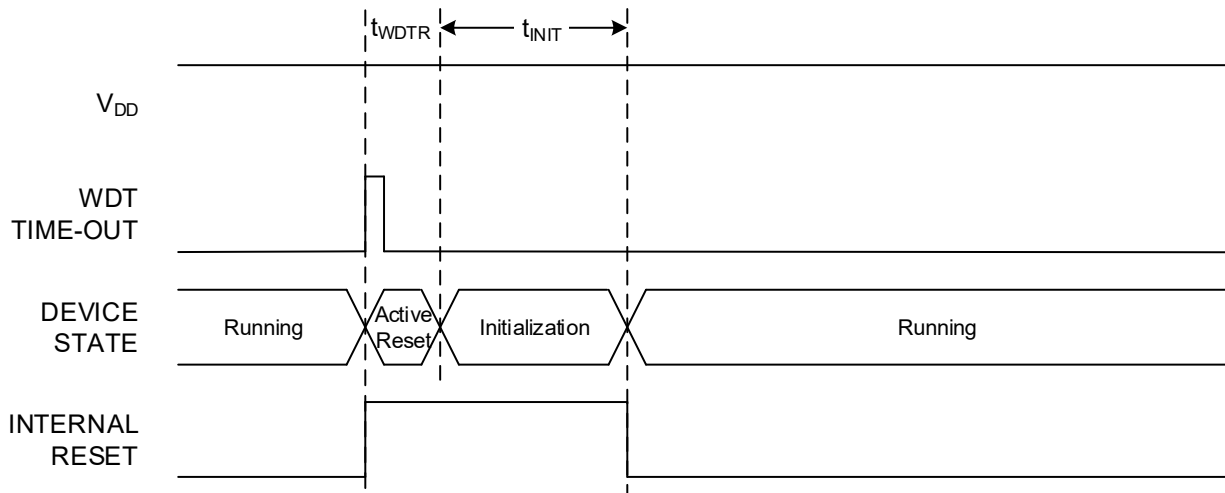 tWDTR
tINIT
VDD
WDT
TIME-OUT
DEVICE
STATE
Running
Active
Reset
Initialization
Running
INTERNAL
RESET